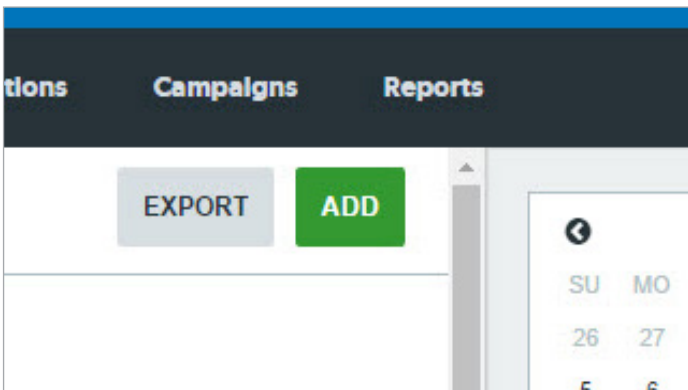 tions Campaigns Reports
EXPORT ADD
SU MO
26 27
5 6